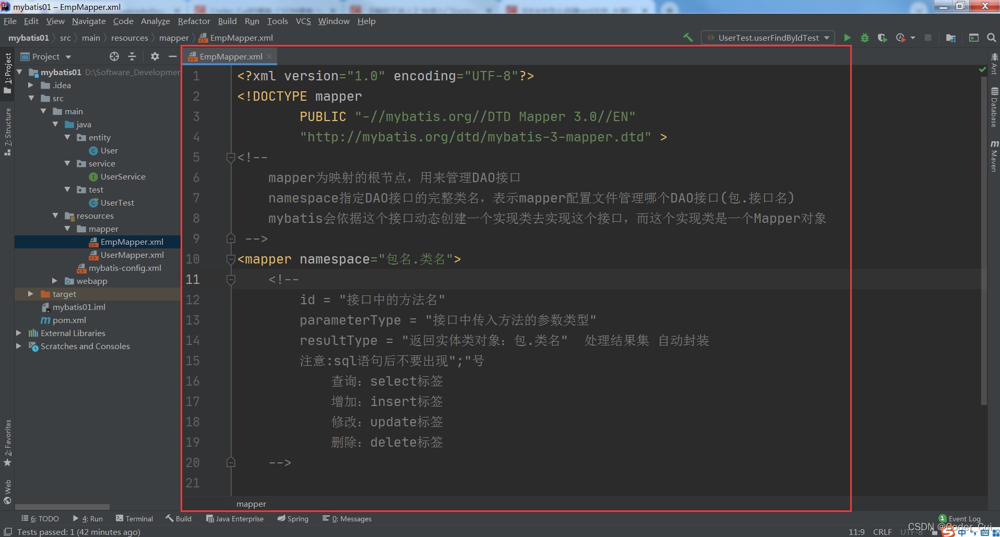 mybatis01 – EmpMapper.xml
File Edit View Navigate Code Analyze Refactor Build Run Tools VCS Window Help
mybatis01 src main resources mapper EmpMapper.xml UserTest.userFindByIdTest
Project EmpMapper.xml
1: Project
7: Structure
2: Favorites
Web
mybatis01 D:\Software_Developmen
.idea
src
main
java
entity
User
service
UserService
test
UserTest
resources
mapper
EmpMapper.xml
UserMapper.xml
mybatis-config.xml
webapp
target
mybatis01.iml
pom.xml
External Libraries
Scratches and Consoles
1 <?xml version="1.0" encoding="UTF-8"?>
2 <!DOCTYPE mapper
3 PUBLIC "-//mybatis.org//DTD Mapper 3.0//EN"
4 "http://mybatis.org/dtd/mybatis-3-mapper.dtd" >
5 <!--
6 mapper为映射的根节点，用来管理DAO接口
7 namespace指定DAO接口的完整类名，表示mapper配置文件管理哪个DAO接口(包.接口名)
8 mybatis会依据这个接口动态创建一个实现类去实现这个接口，而这个实现类是一个Mapper对象
9 -->
10 <mapper namespace="包名.类名">
11 <!--
12 id = "接口中的方法名"
13 parameterType = "接口中传入方法的参数类型"
14 resultType = "返回实体类对象：包.类名" 处理结果集 自动封装
15 注意:sql语句后不要出现";"号
16 查询：select标签
17 增加：insert标签
18 修改：update标签
19 删除：delete标签
20 -->
21
mapper
Ant
Database
Maven
6: TODO 4: Run Terminal Build Java Enterprise Spring 0: Messages 1 Event Log
Tests passed: 1 (42 minutes ago) 11:9 CRLF UTF-8
CSDN @Coder_Cui
中